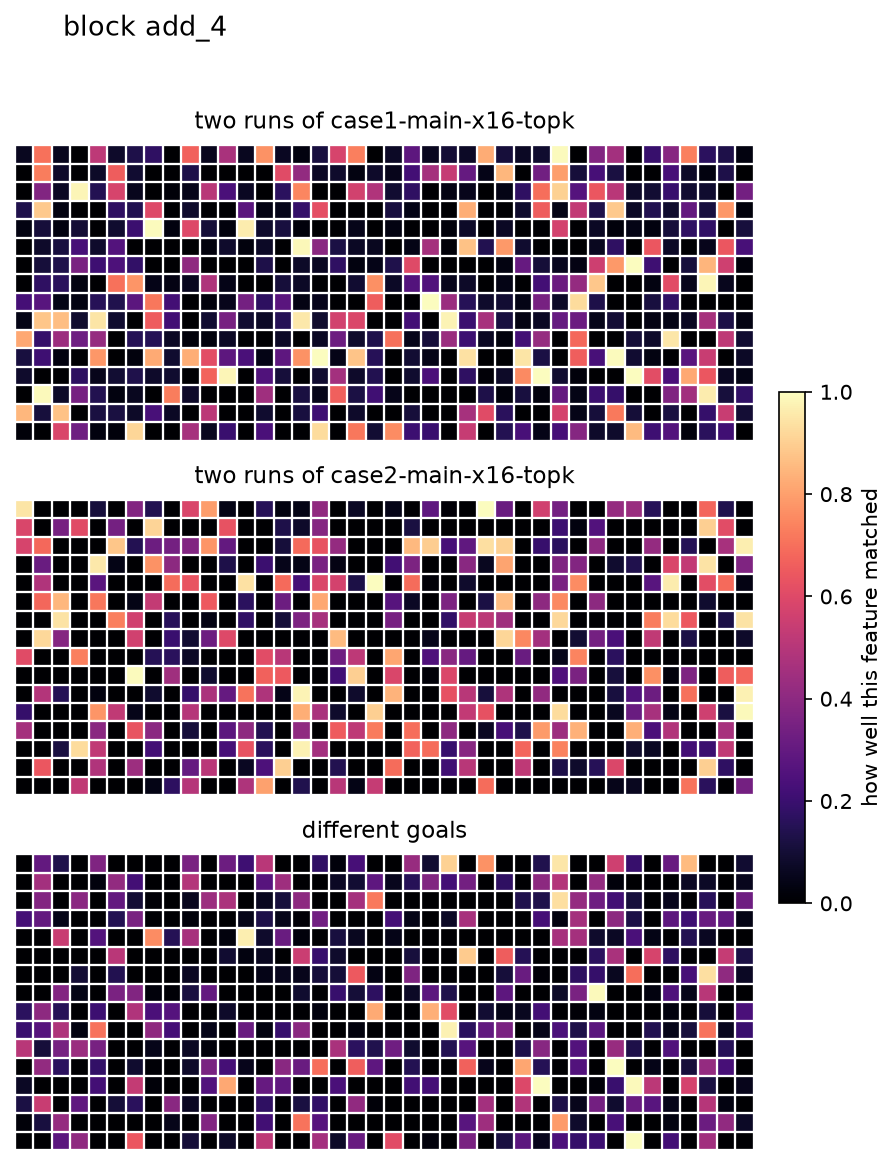 block add_4
two runs of case1-main-x16-topk
two runs of case2-main-x16-topk
different goals
1.0
0.8
0.6
0.4
0.2
0.0
how well this feature matched